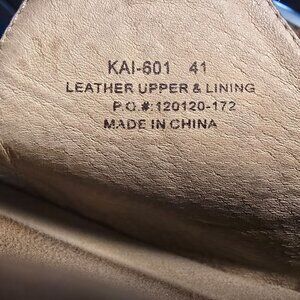 KAI-601 41
LEATHER UPPER & LINING
P.O.#:120120-172
MADE IN CHINA